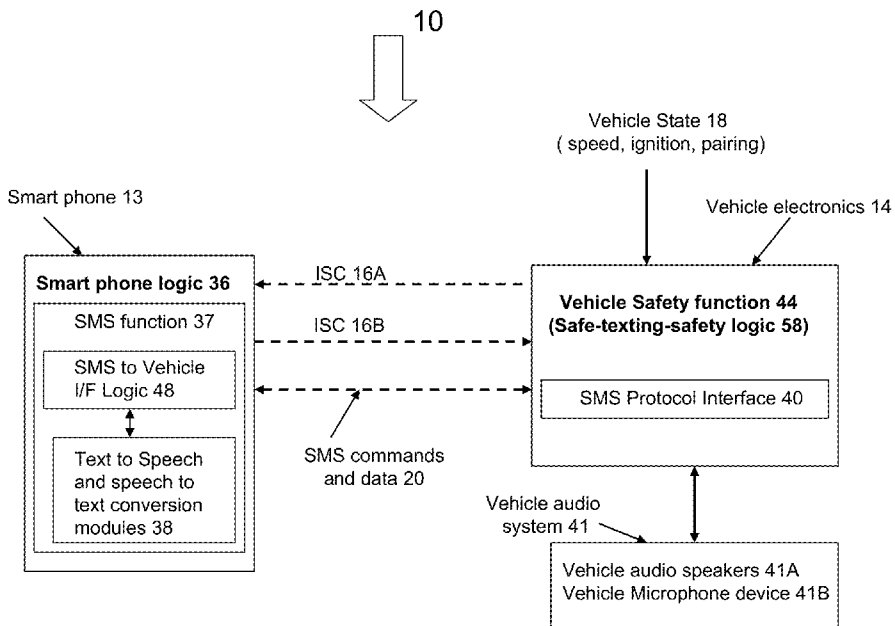 10
Vehicle State 18
( speed, ignition, pairing)
Smart phone 13
Vehicle electronics 14
Smart phone logic 36
SMS function 37
SMS to Vehicle
I/F Logic 48
Text to Speech
and speech to
text conversion
modules 38
ISC 16A
ISC 16B
SMS commands
and data 20
Vehicle Safety function 44
(Safe-texting-safety logic 58)
SMS Protocol Interface 40
Vehicle audio
system 41
Vehicle audio speakers 41A
Vehicle Microphone device 41B